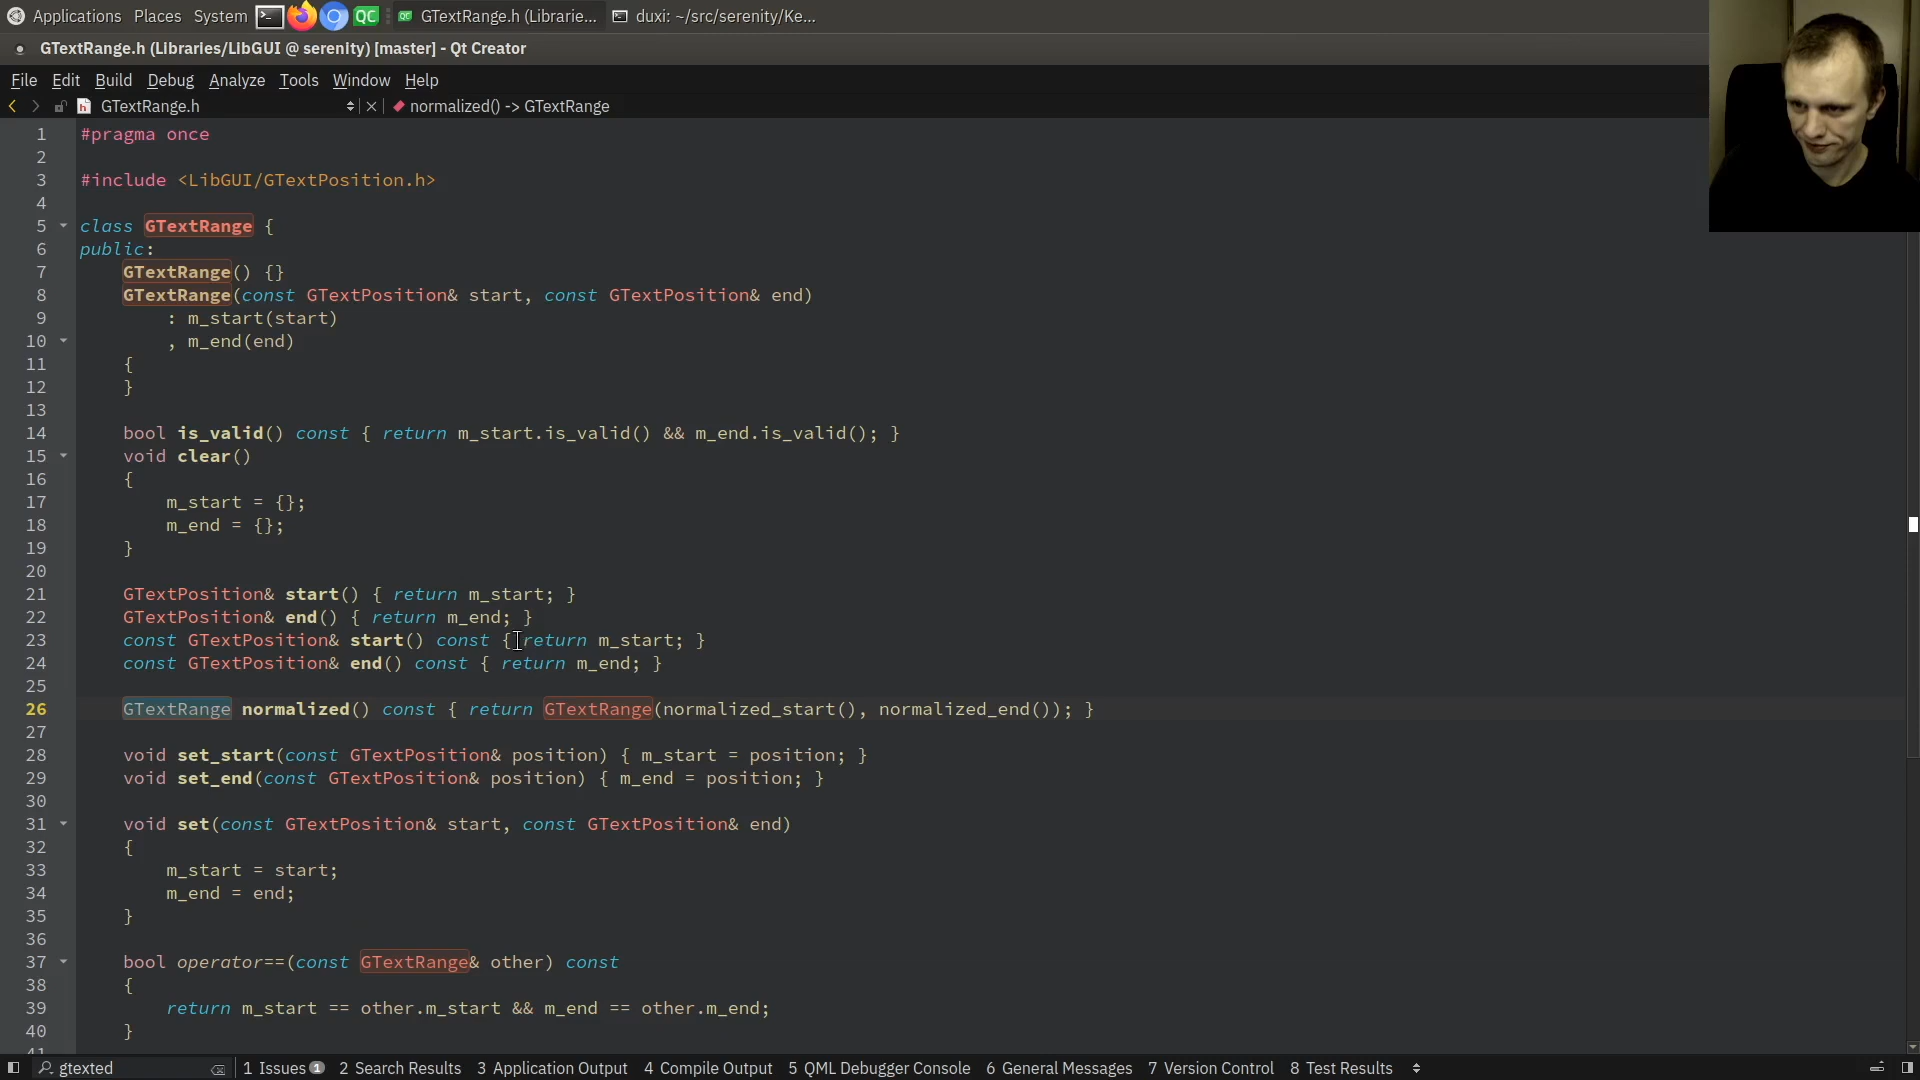 Applications Places System QC GTextRange.h (Librarie... duxi: ~/src/serenity/Ke...
GTextRange.h (Libraries/LibGUI @ serenity) [master] - Qt Creator
File Edit Build Debug Analyze Tools Window Help
h GTextRange.h normalized() -> GTextRange
1 #pragma once
2
3 #include <LibGUI/GTextPosition.h>
4
5 class GTextRange {
6 public:
7 GTextRange() {}
8 GTextRange(const GTextPosition& start, const GTextPosition& end)
9 : m_start(start)
10 , m_end(end)
11 {
12 }
13
14 bool is_valid() const { return m_start.is_valid() && m_end.is_valid(); }
15 void clear()
16 {
17 m_start = {};
18 m_end = {};
19 }
20
21 GTextPosition& start() { return m_start; }
22 GTextPosition& end() { return m_end; }
23 const GTextPosition& start() const { return m_start; }
24 const GTextPosition& end() const { return m_end; }
25
26 GTextRange normalized() const { return GTextRange(normalized_start(), normalized_end()); }
27
28 void set_start(const GTextPosition& position) { m_start = position; }
29 void set_end(const GTextPosition& position) { m_end = position; }
30
31 void set(const GTextPosition& start, const GTextPosition& end)
32 {
33 m_start = start;
34 m_end = end;
35 }
36
37 bool operator==(const GTextRange& other) const
38 {
39 return m_start == other.m_start && m_end == other.m_end;
40 }
41
gtexted 1 Issues 1 2 Search Results 3 Application Output 4 Compile Output 5 QML Debugger Console 6 General Messages 7 Version Control 8 Test Results